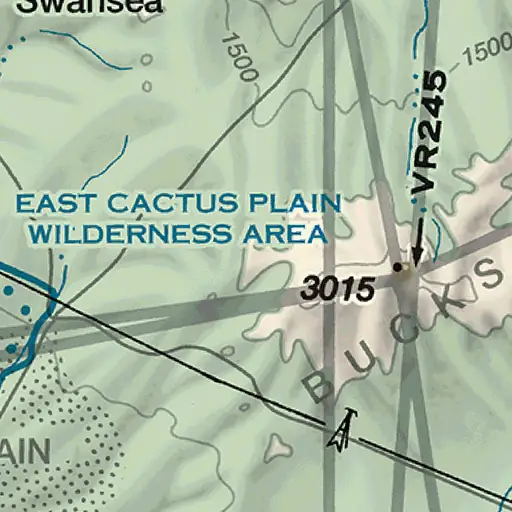 Swansea
1500
1500
VR245
EAST CACTUS PLAIN
WILDERNESS AREA
3015
BUCKS
AIN